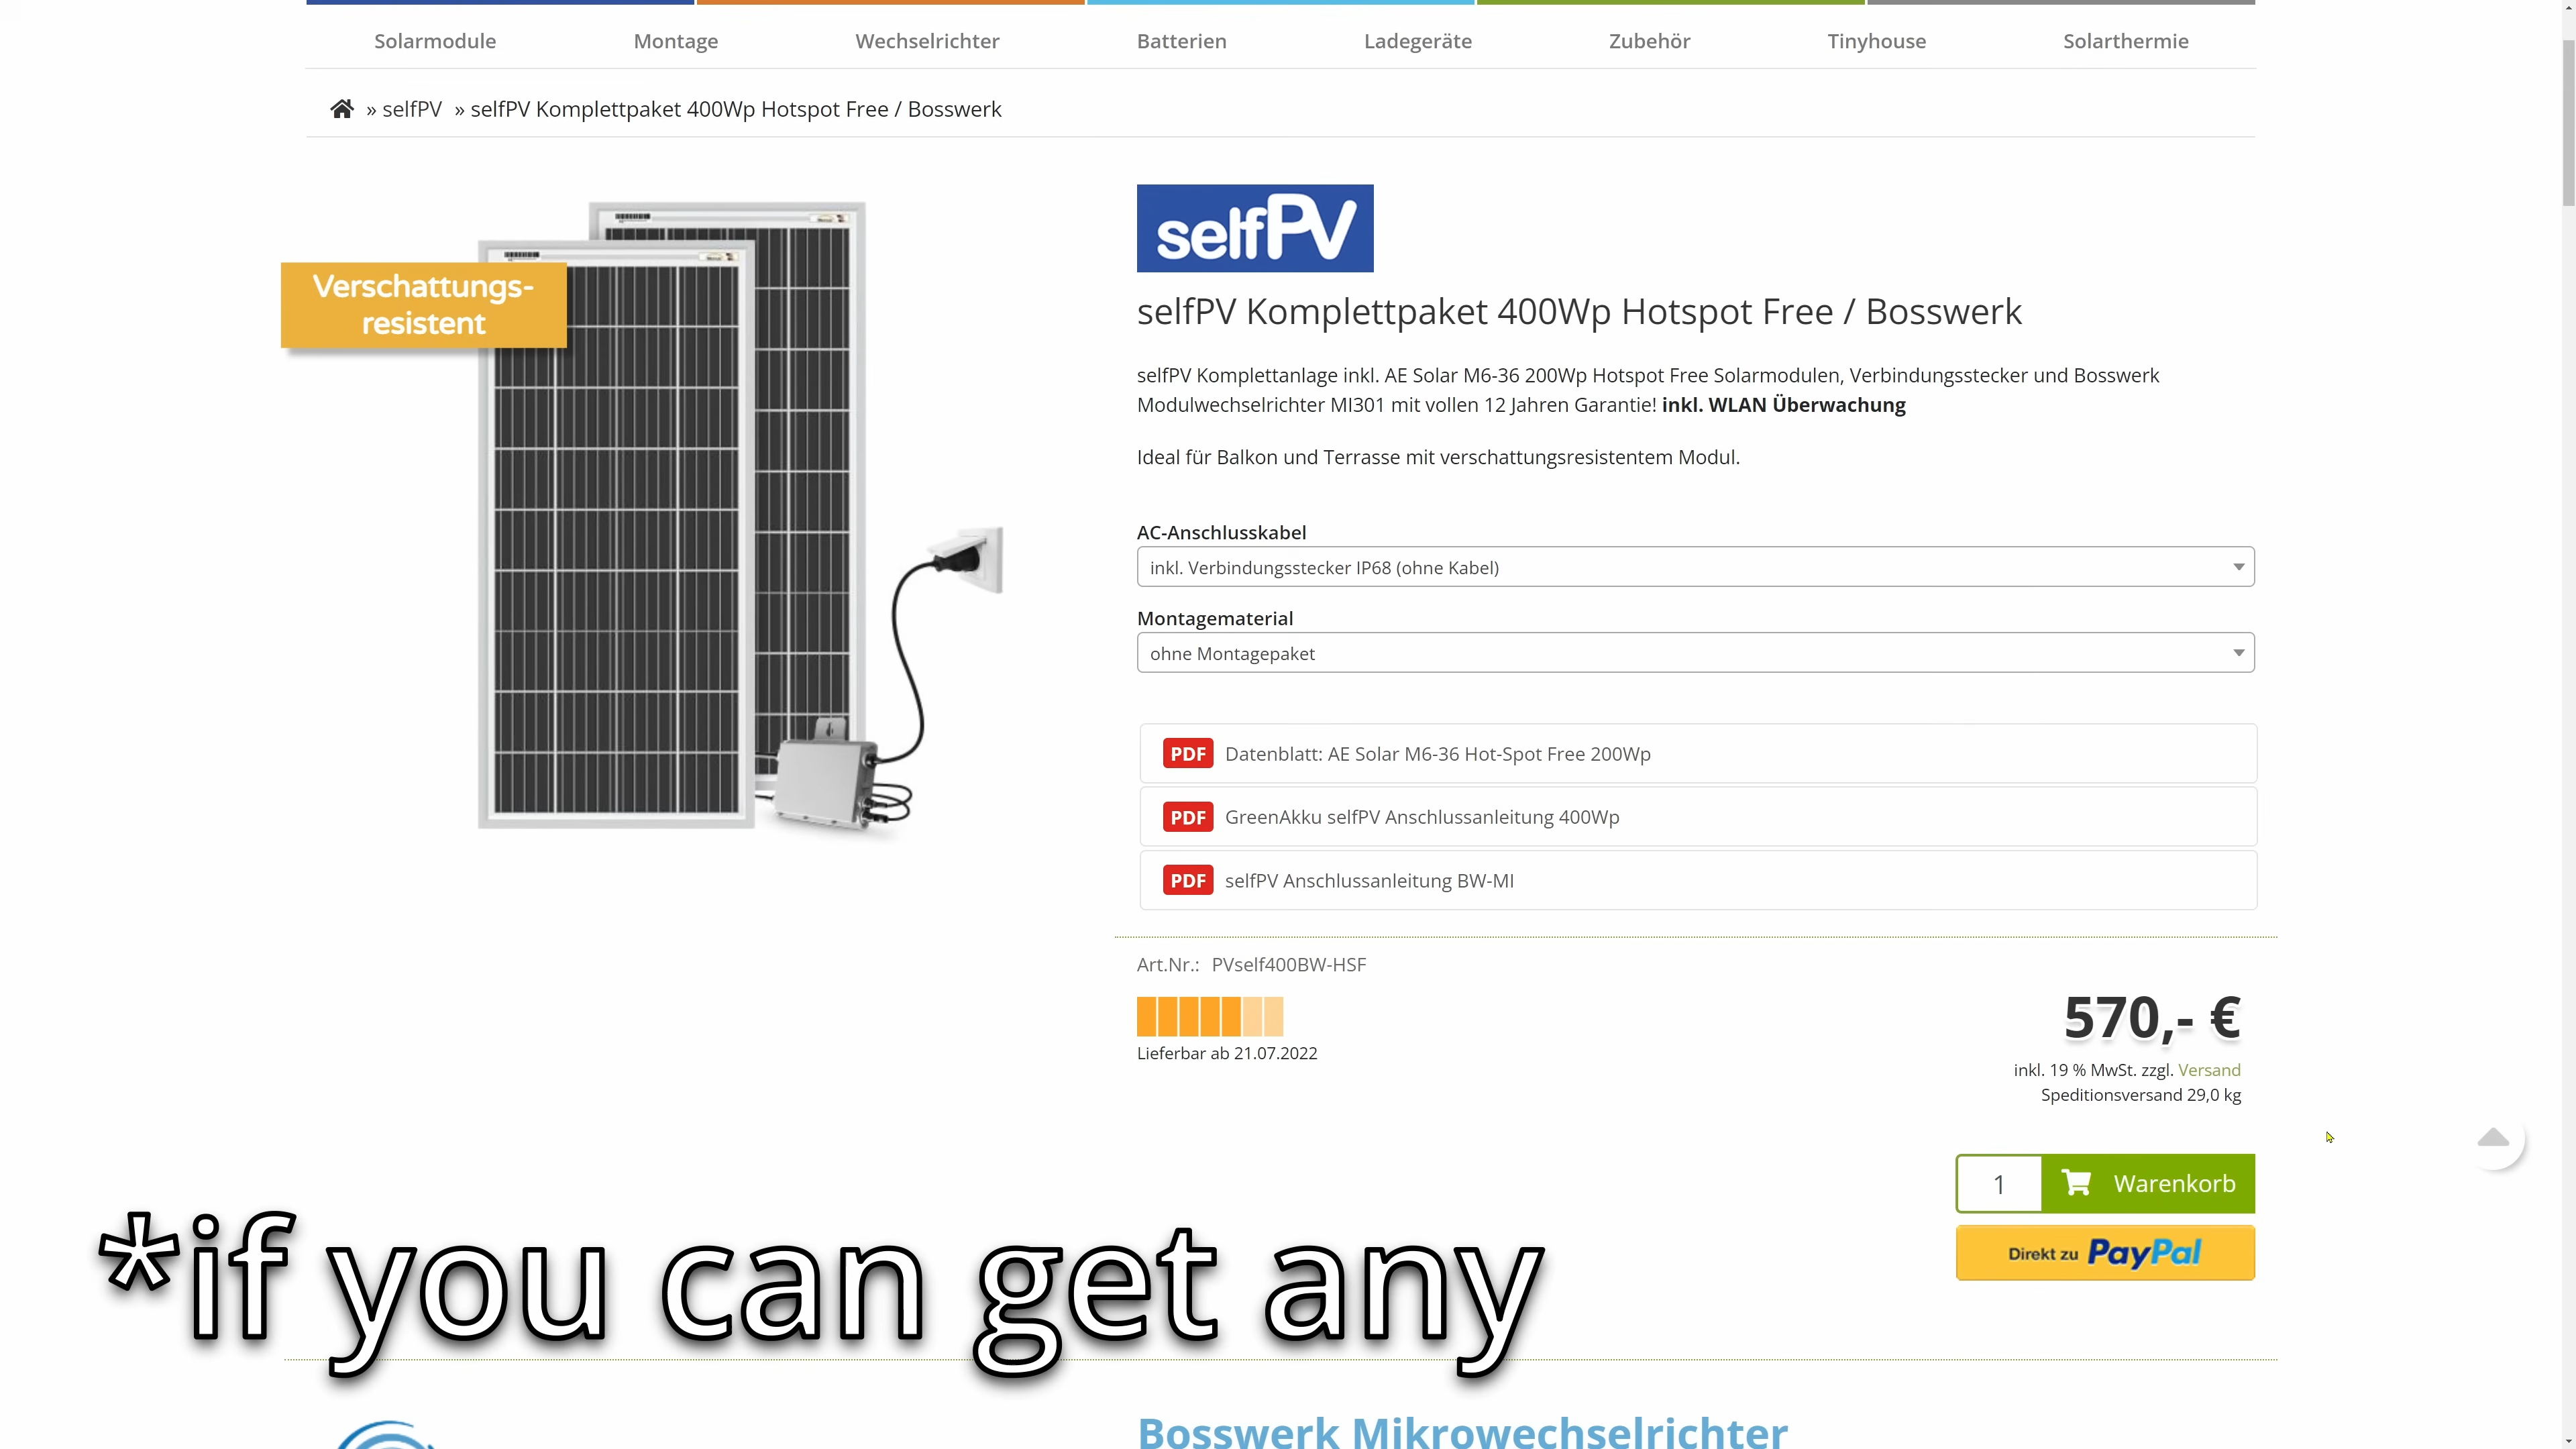 Solarmodule Montage Wechselrichter Batterien Ladegeräte Zubehör Tinyhouse Solarthermie
» selfPV » selfPV Komplettpaket 400Wp Hotspot Free / Bosswerk
Verschattungs-
resistent
selfPV
selfPV Komplettpaket 400Wp Hotspot Free / Bosswerk
selfPV Komplettanlage inkl. AE Solar M6-36 200Wp Hotspot Free Solarmodulen, Verbindungsstecker und Bosswerk
Modulwechselrichter MI301 mit vollen 12 Jahren Garantie! inkl. WLAN Überwachung
Ideal für Balkon und Terrasse mit verschattungsresistentem Modul.
AC-Anschlusskabel
inkl. Verbindungsstecker IP68 (ohne Kabel)
Montagematerial
ohne Montagepaket
PDF Datenblatt: AE Solar M6-36 Hot-Spot Free 200Wp
PDF GreenAkku selfPV Anschlussanleitung 400Wp
PDF selfPV Anschlussanleitung BW-MI
Art.Nr.: PVself400BW-HSF
Lieferbar ab 21.07.2022
570,- €
inkl. 19 % MwSt. zzgl. Versand
Speditionsversand 29,0 kg
1 Warenkorb
Direkt zu PayPal
*if you can get any
Bosswerk Mikrowechselrichter